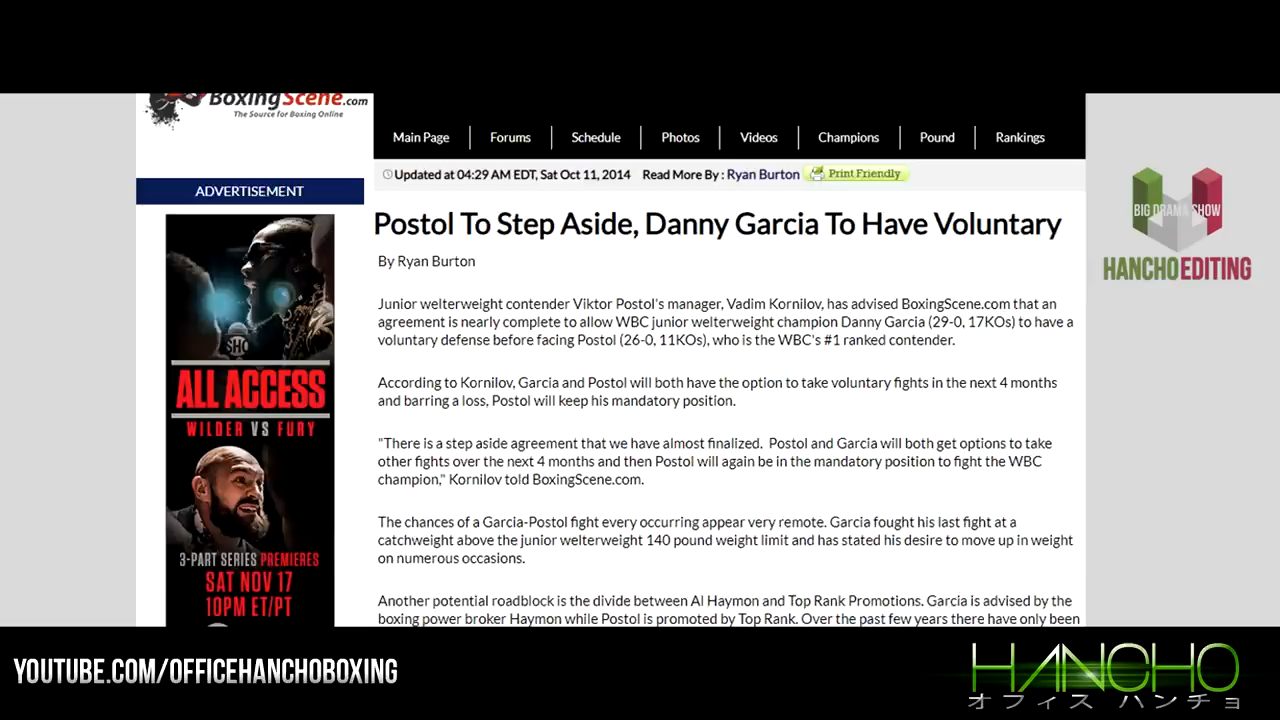 BoxingScene.com
The Source for Boxing Online
Main Page
Forums
Schedule
Photos
Videos
Champions
Pound
Rankings
Updated at 04:29 AM EDT, Sat Oct 11, 2014 Read More By : Ryan Burton Print Friendly
ADVERTISEMENT
SHO
ALL ACCESS
WILDER VS FURY
3-PART SERIES PREMIERES
SAT NOV 17
10PM ET/PT
Postol To Step Aside, Danny Garcia To Have Voluntary
By Ryan Burton
Junior welterweight contender Viktor Postol's manager, Vadim Kornilov, has advised BoxingScene.com that an
agreement is nearly complete to allow WBC junior welterweight champion Danny Garcia (29-0, 17KOs) to have a
voluntary defense before facing Postol (26-0, 11KOs), who is the WBC's #1 ranked contender.
According to Kornilov, Garcia and Postol will both have the option to take voluntary fights in the next 4 months
and barring a loss, Postol will keep his mandatory position.
"There is a step aside agreement that we have almost finalized.  Postol and Garcia will both get options to take
other fights over the next 4 months and then Postol will again be in the mandatory position to fight the WBC
champion," Kornilov told BoxingScene.com.
The chances of a Garcia-Postol fight every occurring appear very remote. Garcia fought his last fight at a
catchweight above the junior welterweight 140 pound weight limit and has stated his desire to move up in weight
on numerous occasions.
Another potential roadblock is the divide between Al Haymon and Top Rank Promotions. Garcia is advised by the
boxing power broker Haymon while Postol is promoted by Top Rank. Over the past few years there have only been
BIG DRAMA SHOW
HANCHO EDITING
YOUTUBE.COM/OFFICEHANCHOBOXING
HANCHO
オフィス ハンチョ